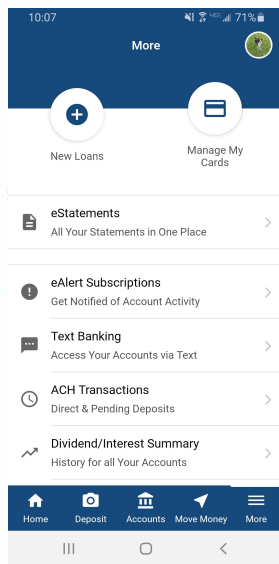 10:07
71%
More
New Loans
Manage My
Cards
eStatements
All Your Statements in One Place
eAlert Subscriptions
Get Notified of Account Activity
Text Banking
Access Your Accounts via Text
ACH Transactions
Direct & Pending Deposits
Dividend/Interest Summary
History for all Your Accounts
Home
Deposit
Accounts
Move Money
More